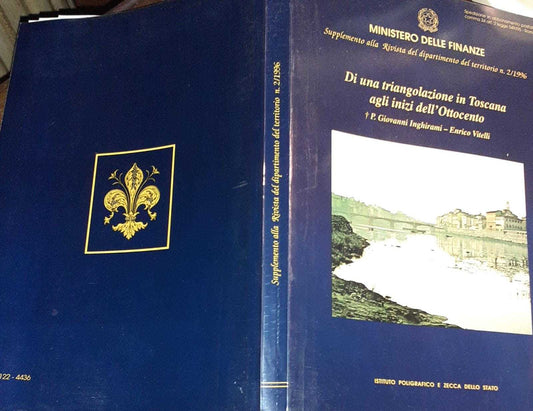 MINISTERO DELLE FINANZE
Supplemento alla Rivista del dipartimento del territorio n. 2/1996
Di una triangolazione in Toscana
agli inizi dell'Ottocento
† P. Giovanni Inghirami – Enrico Vitelli
ISTITUTO POLIGRAFICO E ZECCA DELLO STATO
Supplemento alla Rivista del dipartimento del territorio n. 2/1996
122 - 4436